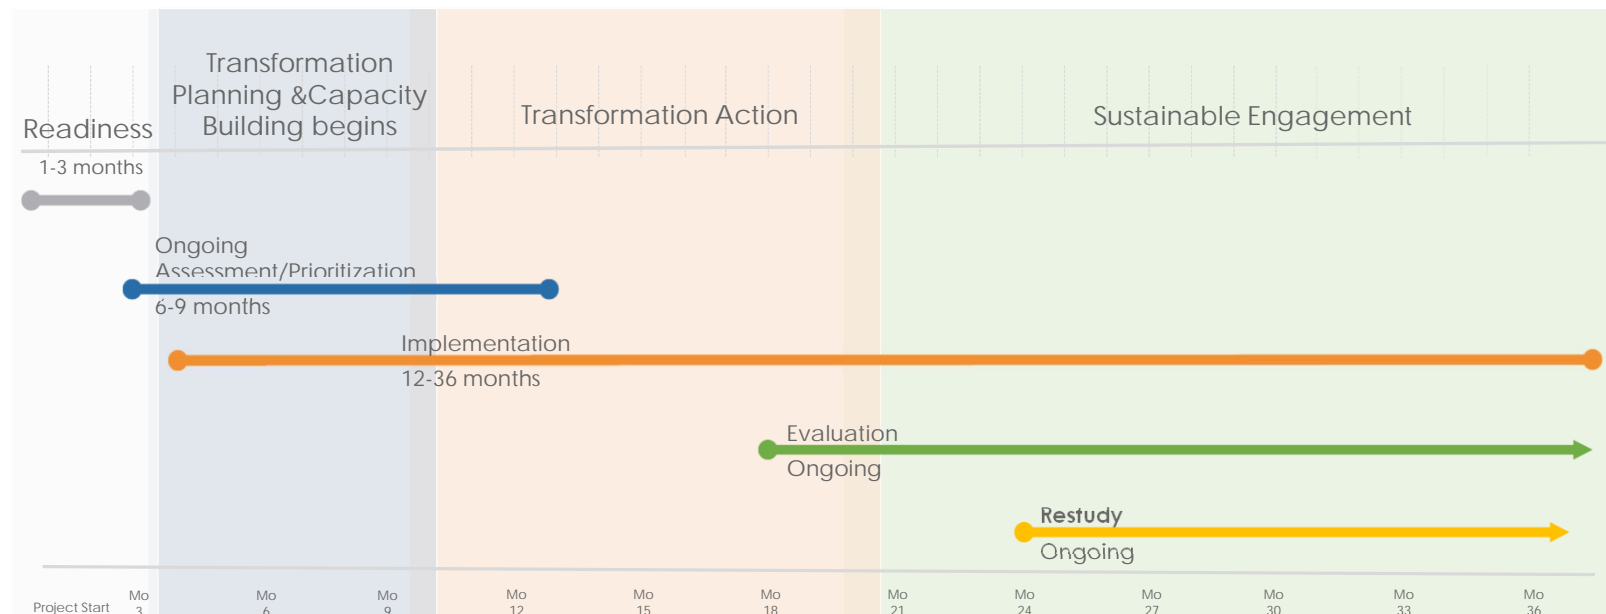 Transformation
Planning &Capacity
Building begins
Readiness
Transformation Action
Sustainable Engagement
1-3 months
Ongoing
Assessment/Prioritization
6-9 months
Implementation
12-36 months
Evaluation
Ongoing
Restudy
Ongoing
Project Start
Mo
3
Mo
6
Mo
9
Mo
12
Mo
15
Mo
18
Mo
21
Mo
24
Mo
27
Mo
30
Mo
33
Mo
36